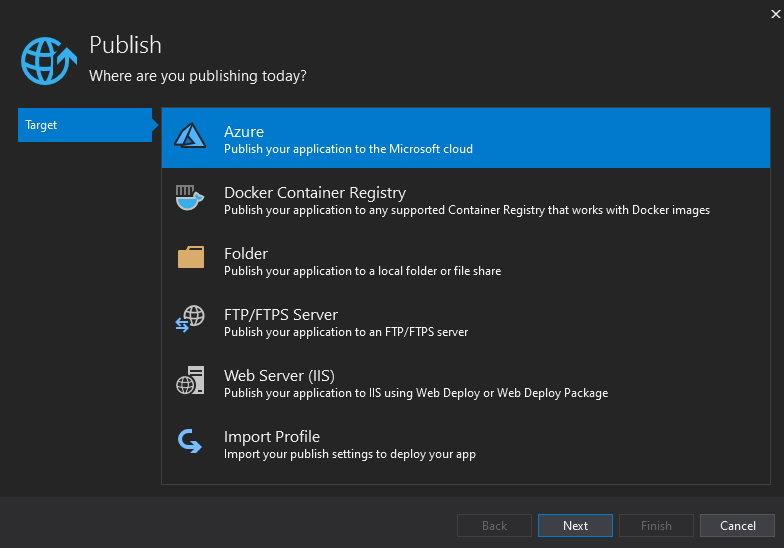 Publish
Where are you publishing today?
Target
Azure
Publish your application to the Microsoft cloud
Docker Container Registry
Publish your application to any supported Container Registry that works with Docker images
Folder
Publish your application to a local folder or file share
FTP/FTPS Server
Publish your application to an FTP/FTPS server
Web Server (IIS)
Publish your application to IIS using Web Deploy or Web Deploy Package
Import Profile
Import your publish settings to deploy your app
Back Next Finish Cancel